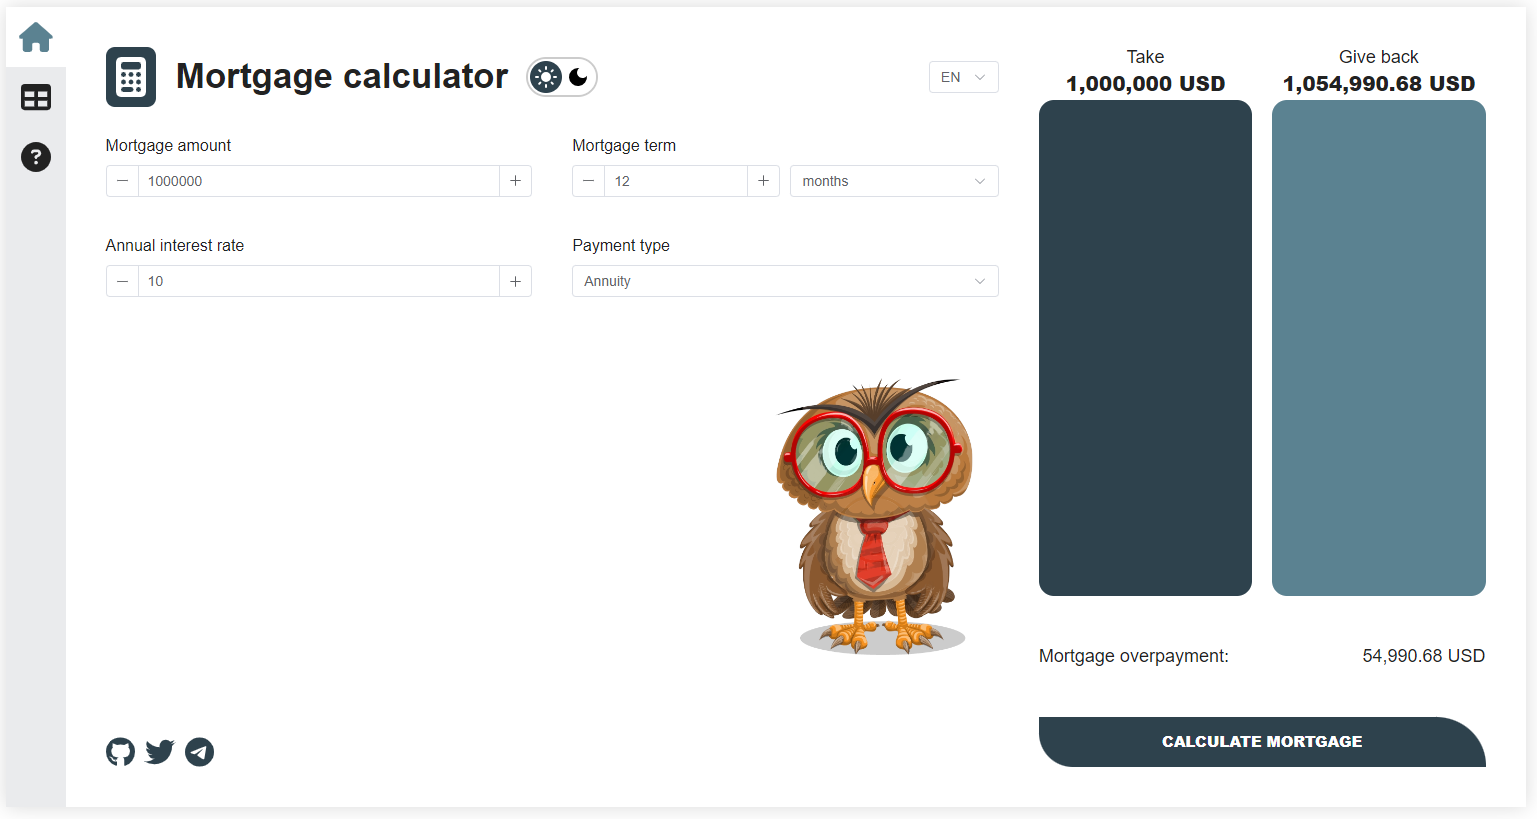 Mortgage calculator
EN
Mortgage amount
1000000
Mortgage term
12
months
Annual interest rate
10
Payment type
Annuity
Take
1,000,000 USD
Give back
1,054,990.68 USD
Mortgage overpayment:
54,990.68 USD
CALCULATE MORTGAGE